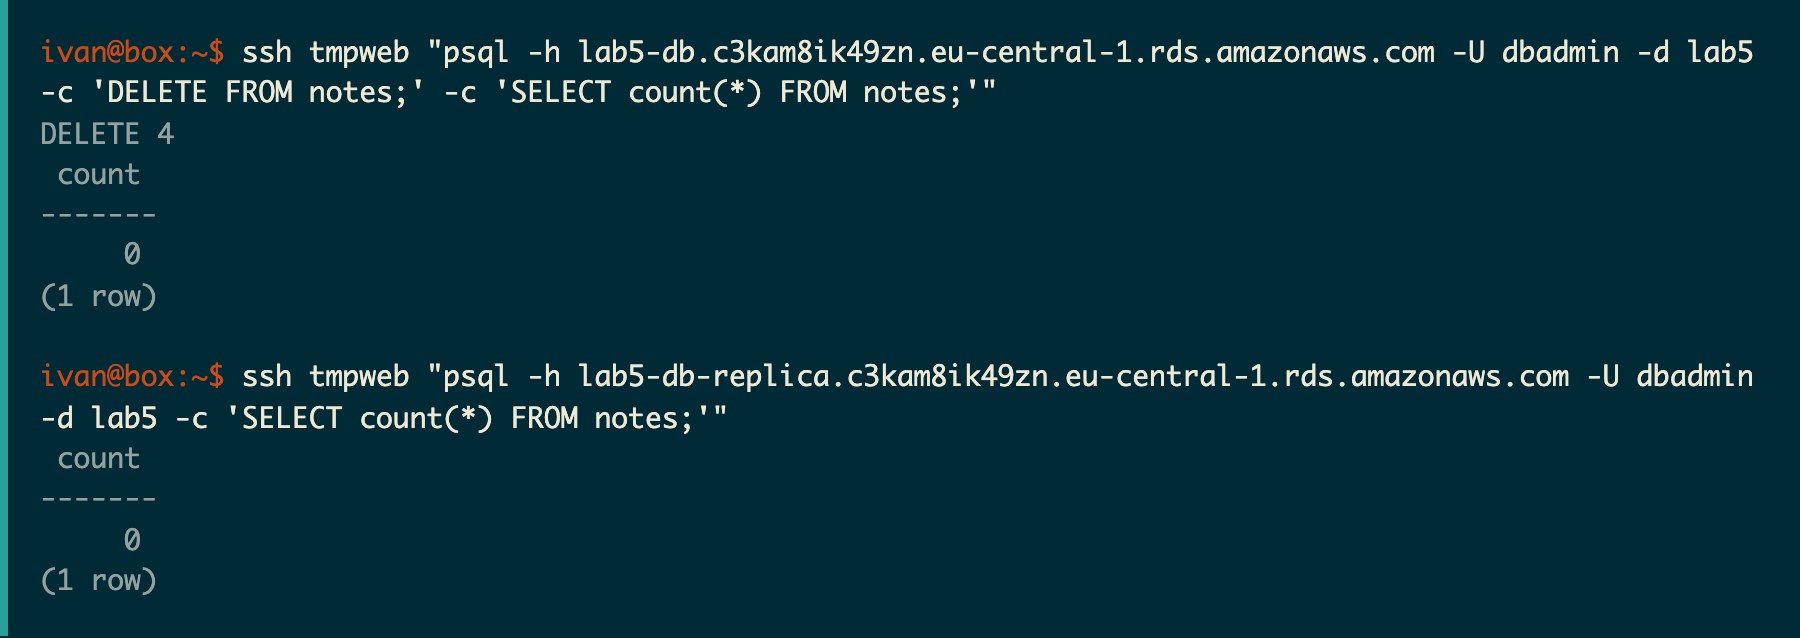 ivan@box:~$ ssh tmpweb "psql -h lab5-db.c3kam8ik49zn.eu-central-1.rds.amazonaws.com -U dbadmin -d lab5
-c 'DELETE FROM notes;' -c 'SELECT count(*) FROM notes;'"
DELETE 4
 count
-------
     0
(1 row)

ivan@box:~$ ssh tmpweb "psql -h lab5-db-replica.c3kam8ik49zn.eu-central-1.rds.amazonaws.com -U dbadmin
-d lab5 -c 'SELECT count(*) FROM notes;'"
 count
-------
     0
(1 row)